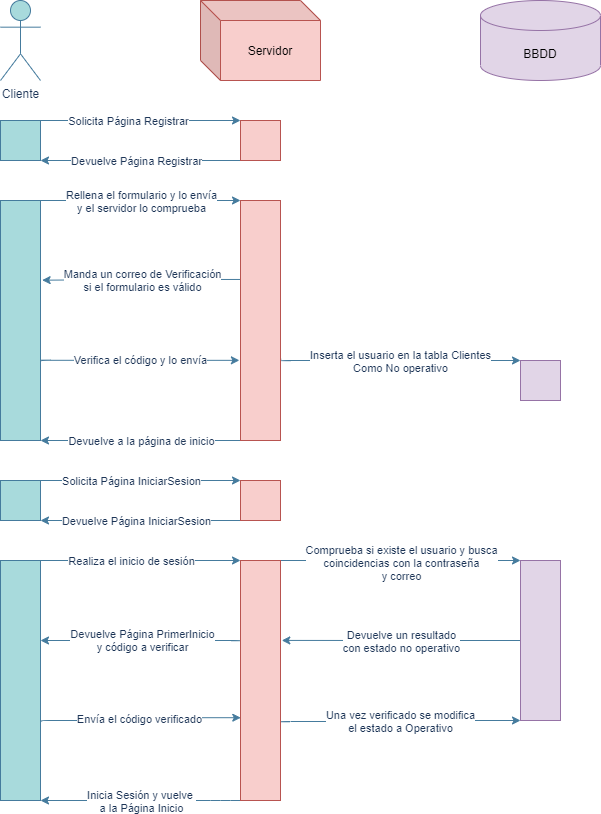 Servidor
BBDD
Cliente
Solicita Página Registrar
Devuelve Página Registrar
Rellena el formulario y lo envía
y el servidor lo comprueba
Manda un correo de Verificación
si el formulario es válido
Verifica el código y lo envía
Inserta el usuario en la tabla Clientes
Como No operativo
Devuelve a la página de inicio
Solicita Página IniciarSesion
Devuelve Página IniciarSesion
Realiza el inicio de sesión
Comprueba si existe el usuario y busca
coincidencias con la contraseña
y correo
Devuelve Página PrimerInicio
y código a verificar
Devuelve un resultado
con estado no operativo
Envía el código verificado
Una vez verificado se modifica
el estado a Operativo
Inicia Sesión y vuelve
a la Página Inicio